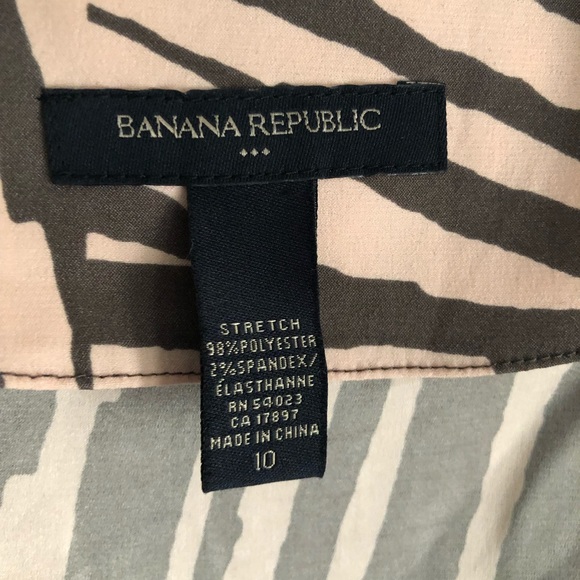 BANANA REPUBLIC
STRETCH
98%POLYESTER
2%SPANDEX/
ÉLASTHANNE
RN 54023
CA 17897
MADE IN CHINA
10